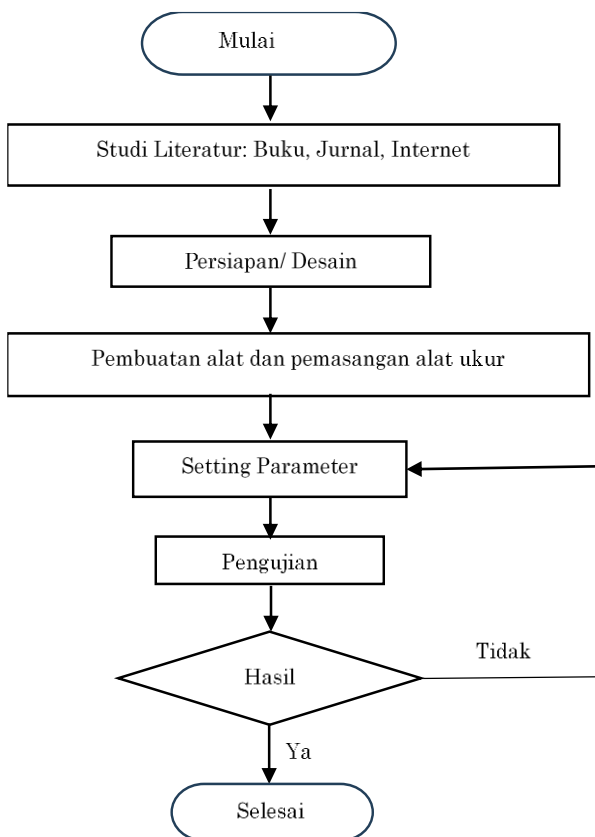 Mulai
Studi Literatur: Buku, Jurnal, Internet
Persiapan/ Desain
Pembuatan alat dan pemasangan alat ukur
Setting Parameter
Pengujian
Hasil
Tidak
Ya
Selesai